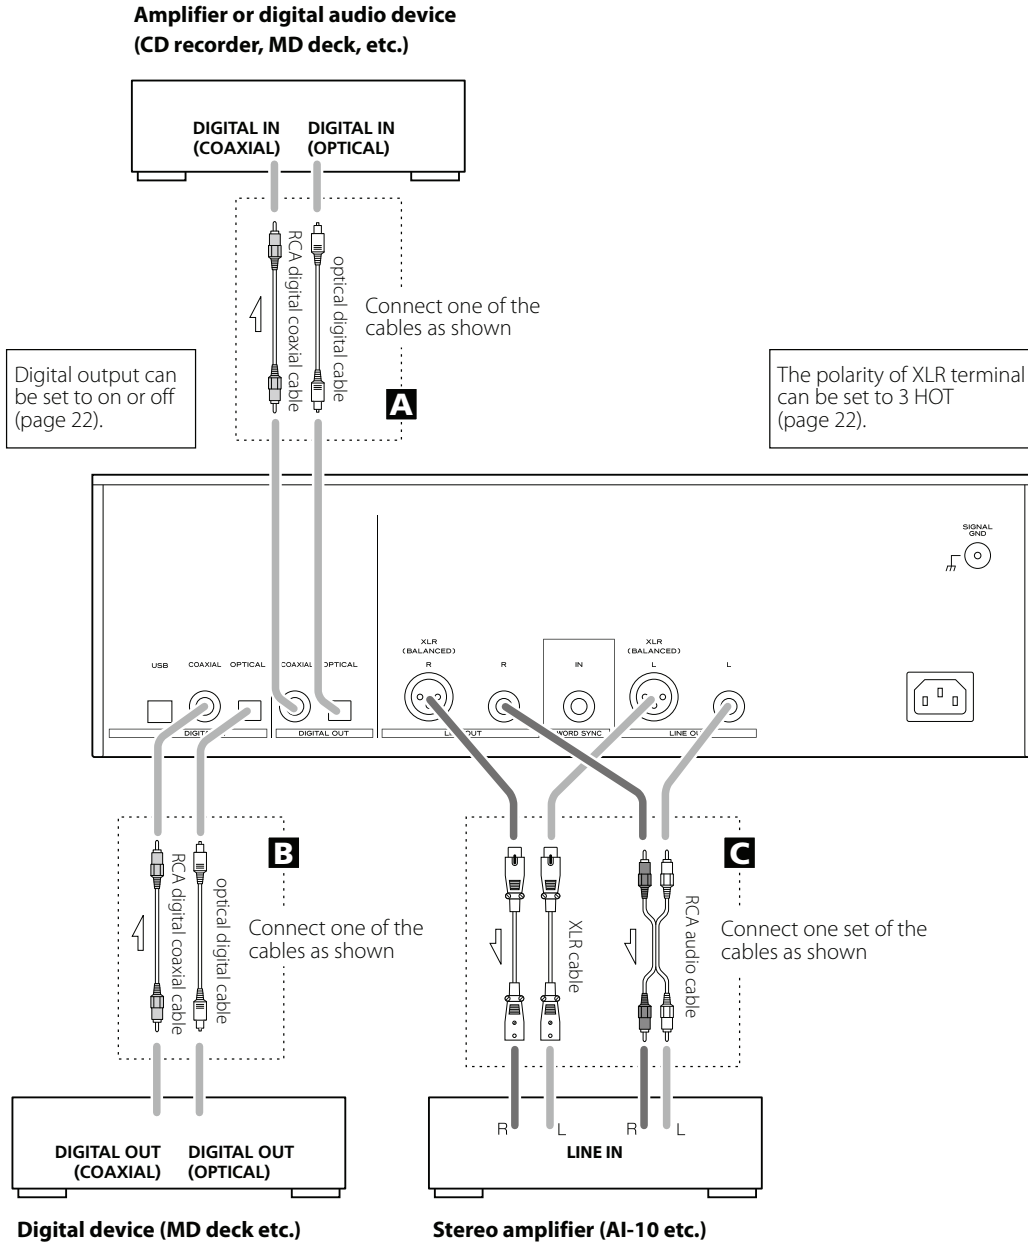 Amplifier or digital audio device
(CD recorder, MD deck, etc.)
DIGITAL IN
(COAXIAL)
DIGITAL IN
(OPTICAL)
RCA digital coaxial cable
optical digital cable
Connect one of the
cables as shown
A
Digital output can
be set to on or off
(page 22).
The polarity of XLR terminal
can be set to 3 HOT
(page 22).
SIGNAL
GND
USB
COAXIAL
OPTICAL
COAXIAL
OPTICAL
XLR
(BALANCED)
R
R
IN
XLR
(BALANCED)
L
L
DIGITAL OUT
WORD SYNC
B
RCA digital coaxial cable
optical digital cable
Connect one of the
cables as shown
C
XLR cable
RCA audio cable
Connect one set of the
cables as shown
DIGITAL OUT
(COAXIAL)
DIGITAL OUT
(OPTICAL)
R
L
R
L
LINE IN
Digital device (MD deck etc.)
Stereo amplifier (AI-10 etc.)